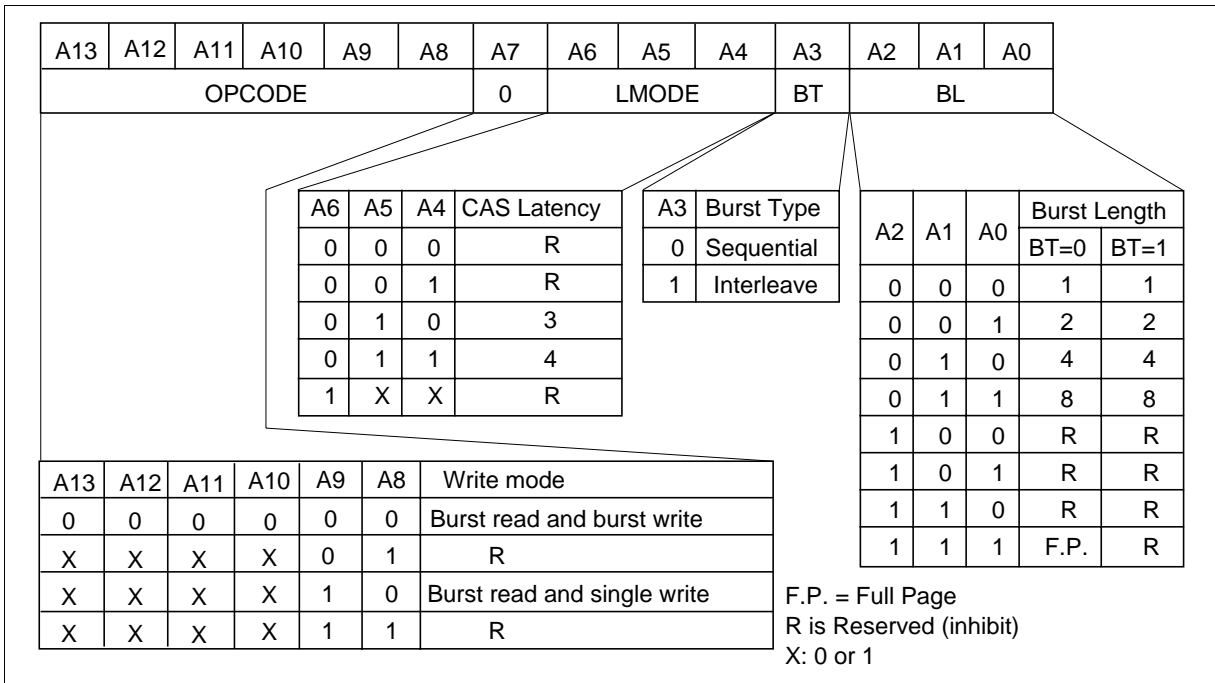 A13 A12 A11 A10 A9 A8 A7 A6 A5 A4 A3 A2 A1 A0
OPCODE 0 LMODE BT BL
A6 A5 A4 CAS Latency
0 0 0 R
0 0 1 R
0 1 0 3
0 1 1 4
1 X X R
A3 Burst Type
0 Sequential
1 Interleave
A2 A1 A0 Burst Length
BT=0 BT=1
0 0 0 1 1
0 0 1 2 2
0 1 0 4 4
0 1 1 8 8
1 0 0 R R
1 0 1 R R
1 1 0 R R
1 1 1 F.P. R
A13 A12 A11 A10 A9 A8 Write mode
0 0 0 0 0 0 Burst read and burst write
X X X X 0 1 R
X X X X 1 0 Burst read and single write
X X X X 1 1 R
F.P. = Full Page
R is Reserved (inhibit)
X: 0 or 1